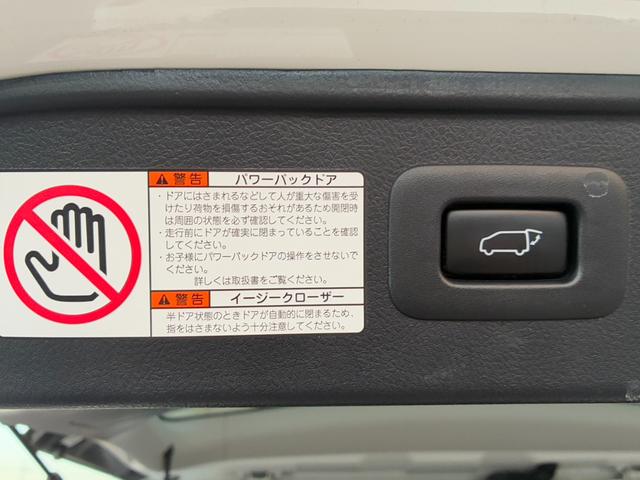 警告 パワーバックドア
・ドアにはさまれるなどして人が重大な傷害を受
けたり荷物を損傷するおそれがあるため開閉時
は周囲の状態を必ず確認してください。
・走行前にドアが確実に閉まっていることを確認
してください。
・お子様にパワーバックドアの操作をさせないで
ください。
詳しくは取扱書をご覧ください。
警告 イージークローザー
半ドア状態のときドアが自動的に閉まるため、
指をはさまないよう十分注意してください。